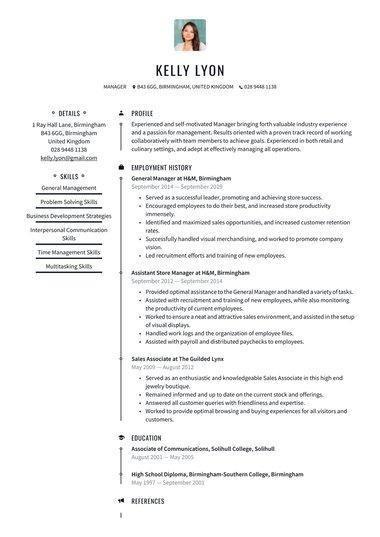 KELLY LYON
MANAGER
B43 6GG, BIRMINGHAM, UNITED KINGDOM
028 9448 1138
DETAILS
1 Ray Hall Lane, Birmingham
B43 6GG, Birmingham
United Kingdom
028 9448 1138
kelly.lyon@gmail.com
SKILLS
General Management
Problem Solving Skills
Business Development Strategies
Interpersonal Communication
Skills
Time Management Skills
Multitasking Skills
PROFILE
Experienced and self-motivated Manager bringing forth valuable industry experience
and a passion for management. Results oriented with a proven track record of working
collaboratively with team members to achieve goals. Experienced in both retail and
culinary settings, and adept at effectively managing all operations.
EMPLOYMENT HISTORY
General Manager at H&M, Birmingham
September 2014 — September 2029
• Served as a successful leader, promoting and achieving store success.
• Encouraged employees to do their best, and increased store productivity
immensely.
• Identified and maximized sales opportunities, and increased customer retention
rates.
• Successfully handled visual merchandising, and worked to promote company
vision.
• Led recruitment efforts and training of new employees.
Assistant Store Manager at H&M, Birmingham
September 2012 — September 2014
• Provided optimal assistance to the General Manager and handled a variety of tasks.
• Assisted with recruitment and training of new employees, while also monitoring
the productivity of current employees.
• Worked to ensure a neat and attractive sales environment, and assisted in the setup
of visual displays.
• Handled work logs and the organization of employee files.
• Assisted with payroll and distributed paychecks to employees.
Sales Associate at The Guilded Lynx
May 2009 — August 2012
• Served as an enthusiastic and knowledgeable Sales Associate in this high end
jewelry boutique.
• Remained informed and up to date on the current stock and offerings.
• Answered all customer queries with friendliness and expertise.
• Worked to provide optimal browsing and buying experiences for all visitors and
customers.
EDUCATION
Associate of Communications, Solihull College, Solihull
August 2001 — May 2005
High School Diploma, Birmingham-Southern College, Birmingham
May 1997 — September 2001
REFERENCES